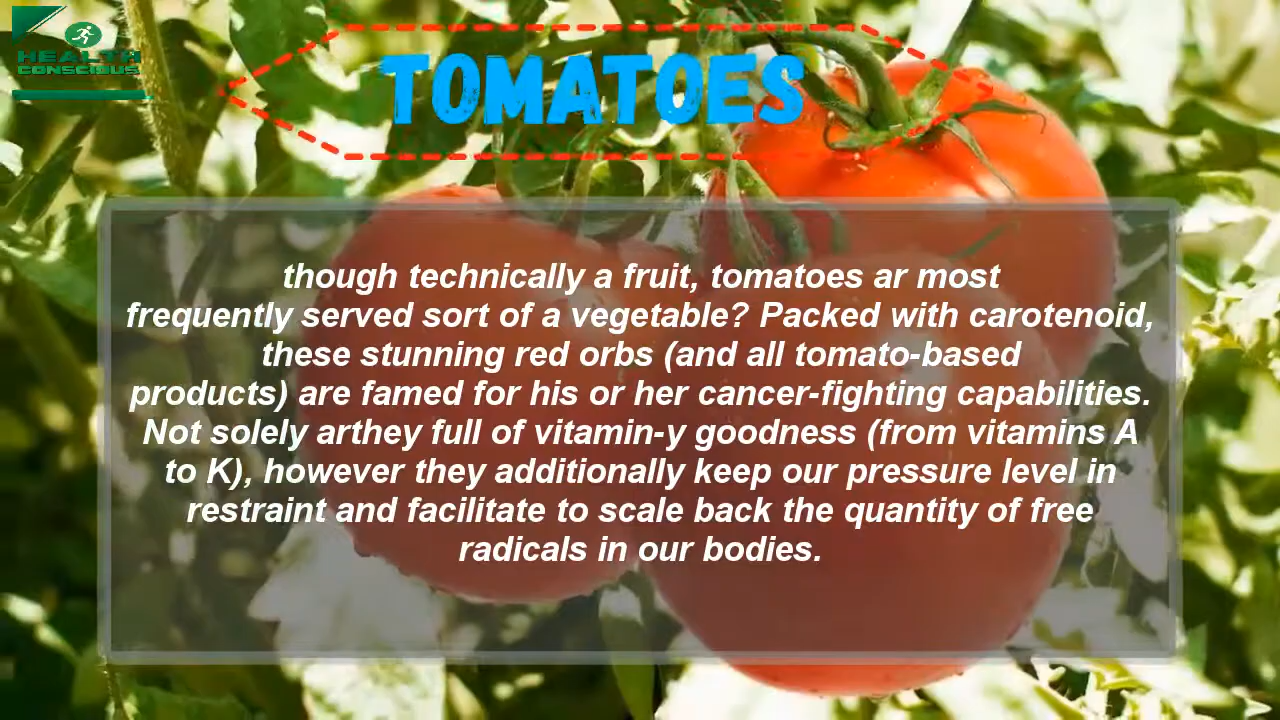 HEALTH
CONSCIOUS
TOMATOES
though technically a fruit, tomatoes ar most
frequently served sort of a vegetable? Packed with carotenoid,
these stunning red orbs (and all tomato-based
products) are famed for his or her cancer-fighting capabilities.
Not solely arthey full of vitamin-y goodness (from vitamins A
to K), however they additionally keep our pressure level in
restraint and facilitate to scale back the quantity of free
radicals in our bodies.